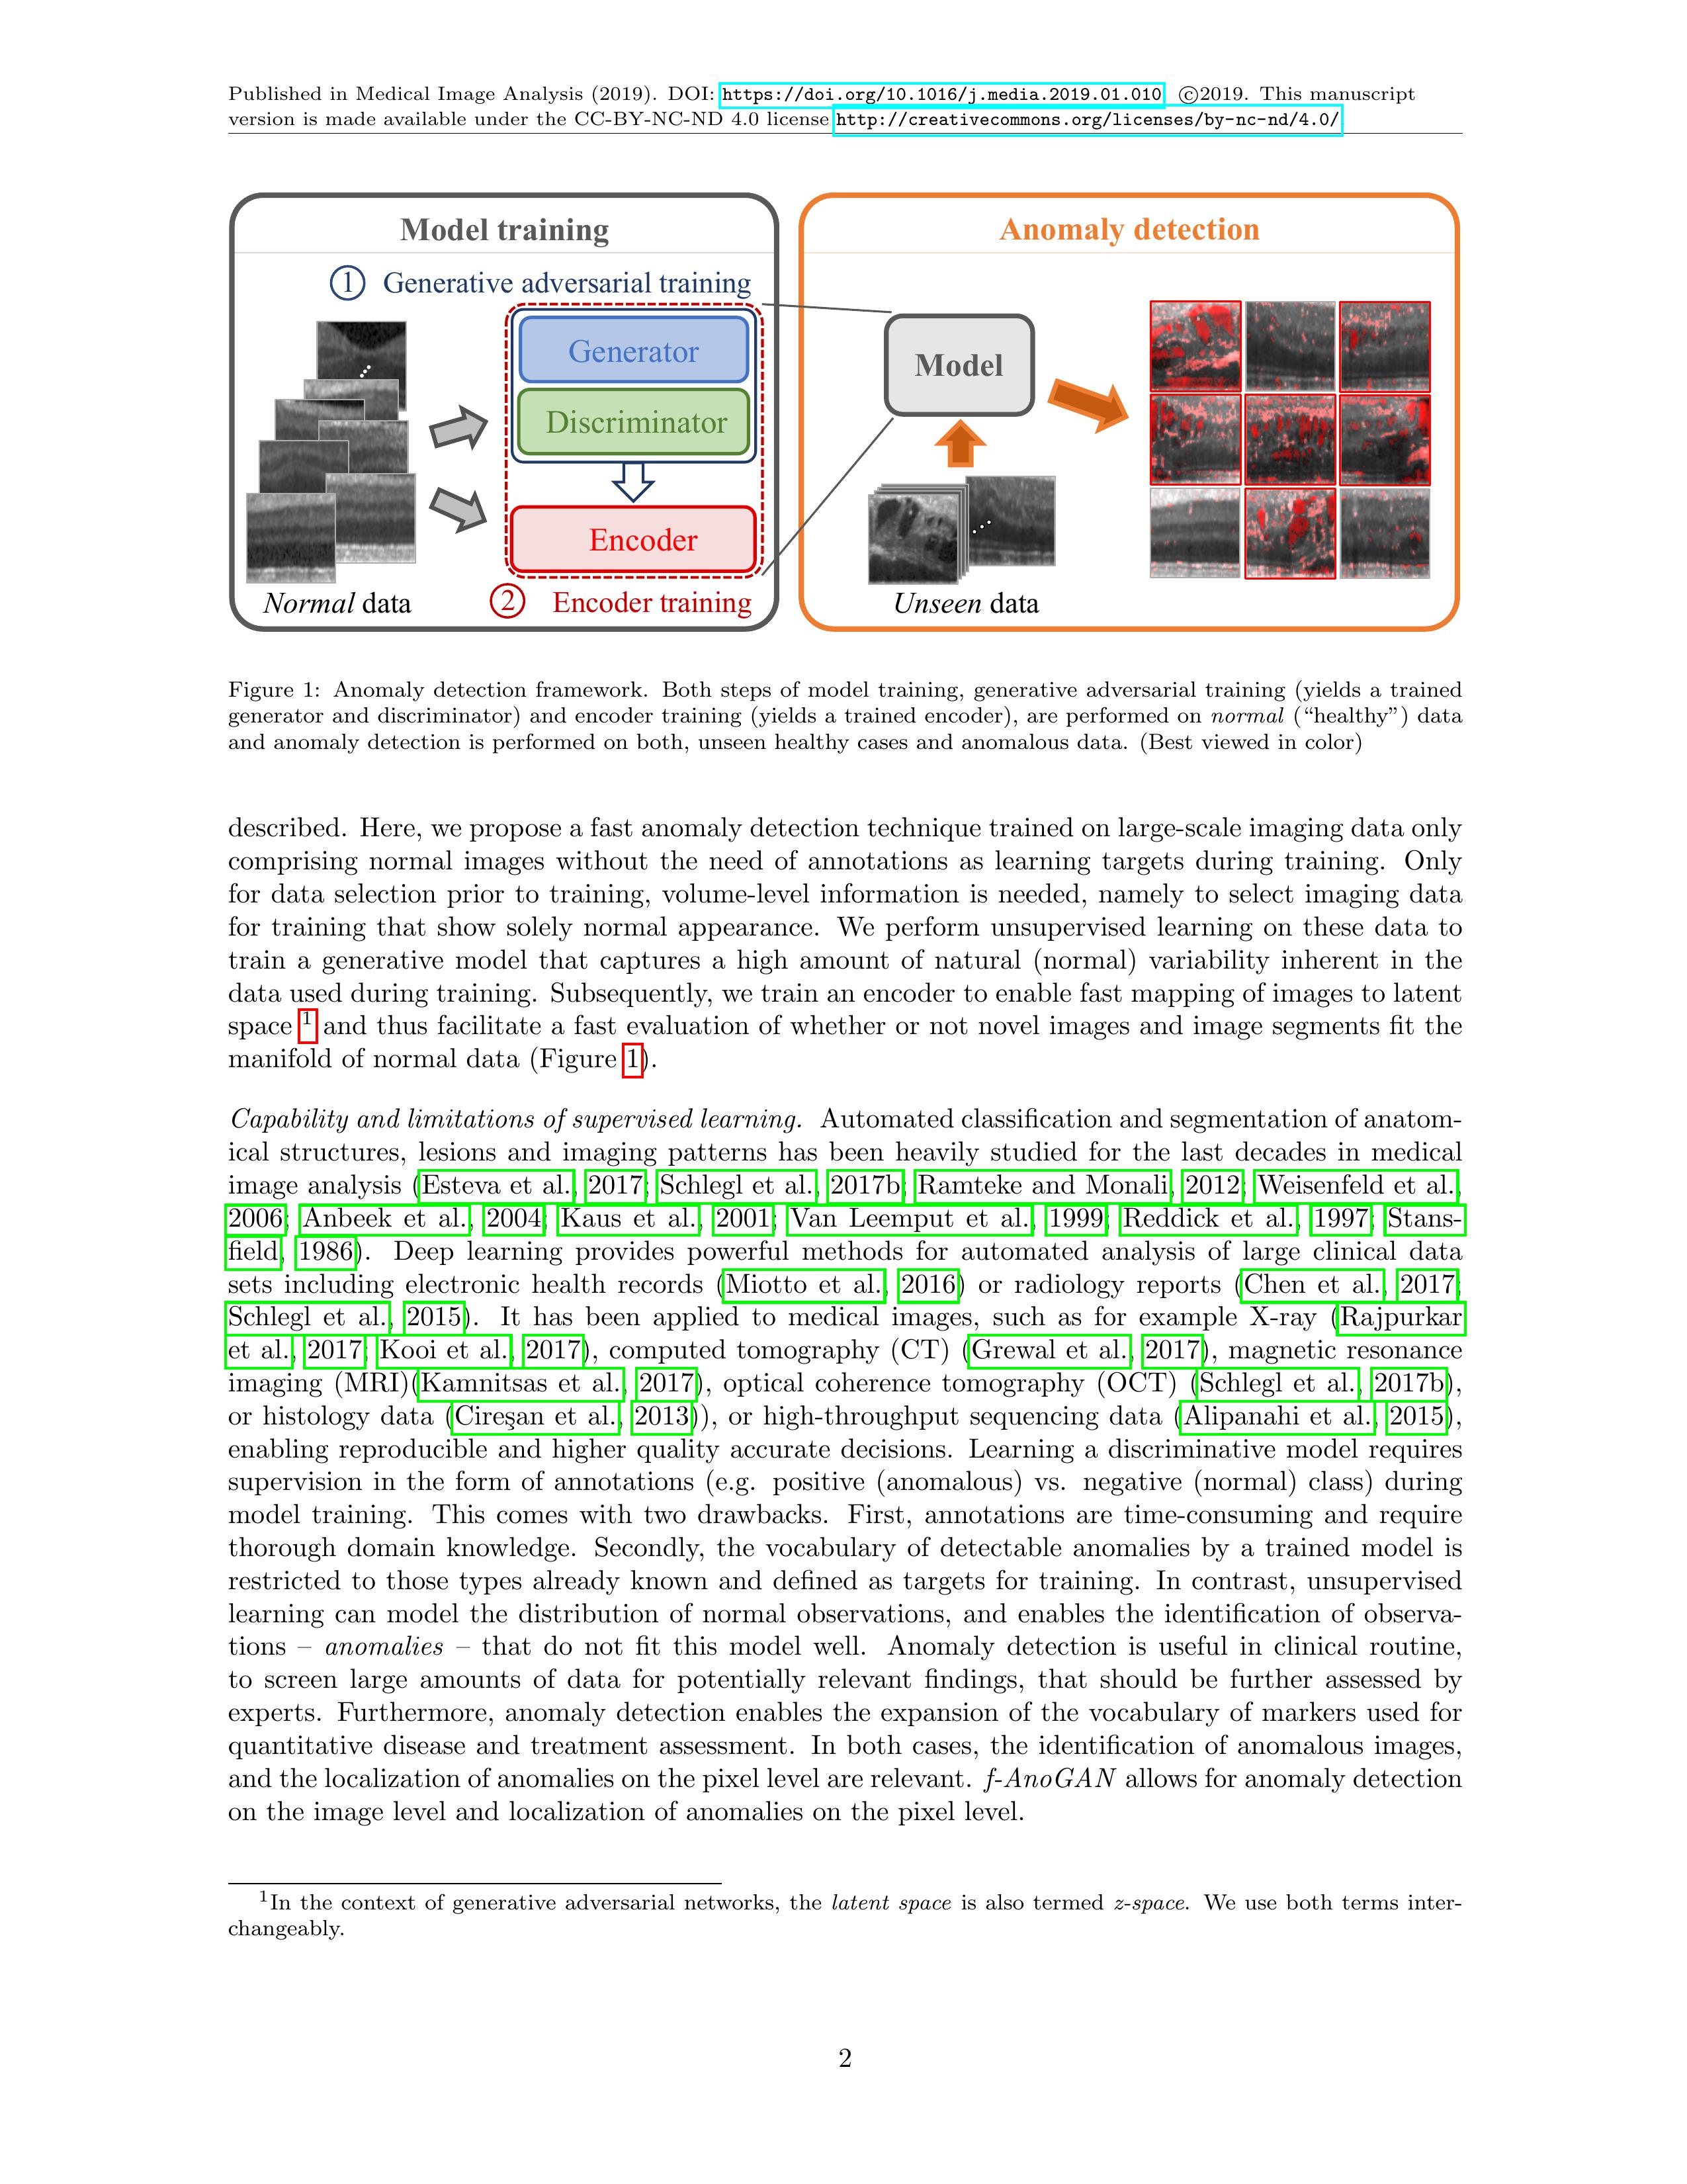 Published in Medical Image Analysis (2019). DOI: https://doi.org/10.1016/j.media.2019.01.010 ©2019. This manuscript
version is made available under the CC-BY-NC-ND 4.0 license http://creativecommons.org/licenses/by-nc-nd/4.0/
Model training
1 Generative adversarial training
Generator
Discriminator
Encoder
Normal data
2 Encoder training
Anomaly detection
Model
Unseen data
Figure 1: Anomaly detection framework. Both steps of model training, generative adversarial training (yields a trained
generator and discriminator) and encoder training (yields a trained encoder), are performed on normal (“healthy”) data
and anomaly detection is performed on both, unseen healthy cases and anomalous data. (Best viewed in color)
described. Here, we propose a fast anomaly detection technique trained on large-scale imaging data only
comprising normal images without the need of annotations as learning targets during training. Only
for data selection prior to training, volume-level information is needed, namely to select imaging data
for training that show solely normal appearance. We perform unsupervised learning on these data to
train a generative model that captures a high amount of natural (normal) variability inherent in the
data used during training. Subsequently, we train an encoder to enable fast mapping of images to latent
space 1 and thus facilitate a fast evaluation of whether or not novel images and image segments fit the
manifold of normal data (Figure 1).
Capability and limitations of supervised learning. Automated classification and segmentation of anatom-
ical structures, lesions and imaging patterns has been heavily studied for the last decades in medical
image analysis (Esteva et al., 2017; Schlegl et al., 2017b; Ramteke and Monali, 2012; Weisenfeld et al.,
2006; Anbeek et al., 2004; Kaus et al., 2001; Van Leemput et al., 1999; Reddick et al., 1997; Stans-
field, 1986). Deep learning provides powerful methods for automated analysis of large clinical data
sets including electronic health records (Miotto et al., 2016) or radiology reports (Chen et al., 2017;
Schlegl et al., 2015). It has been applied to medical images, such as for example X-ray (Rajpurkar
et al., 2017; Kooi et al., 2017), computed tomography (CT) (Grewal et al., 2017), magnetic resonance
imaging (MRI)(Kamnitsas et al., 2017), optical coherence tomography (OCT) (Schlegl et al., 2017b),
or histology data (Cireşan et al., 2013)), or high-throughput sequencing data (Alipanahi et al., 2015),
enabling reproducible and higher quality accurate decisions. Learning a discriminative model requires
supervision in the form of annotations (e.g. positive (anomalous) vs. negative (normal) class) during
model training. This comes with two drawbacks. First, annotations are time-consuming and require
thorough domain knowledge. Secondly, the vocabulary of detectable anomalies by a trained model is
restricted to those types already known and defined as targets for training. In contrast, unsupervised
learning can model the distribution of normal observations, and enables the identification of observa-
tions – anomalies – that do not fit this model well. Anomaly detection is useful in clinical routine,
to screen large amounts of data for potentially relevant findings, that should be further assessed by
experts. Furthermore, anomaly detection enables the expansion of the vocabulary of markers used for
quantitative disease and treatment assessment. In both cases, the identification of anomalous images,
and the localization of anomalies on the pixel level are relevant. f-AnoGAN allows for anomaly detection
on the image level and localization of anomalies on the pixel level.
1In the context of generative adversarial networks, the latent space is also termed z-space. We use both terms inter-
changeably.
2